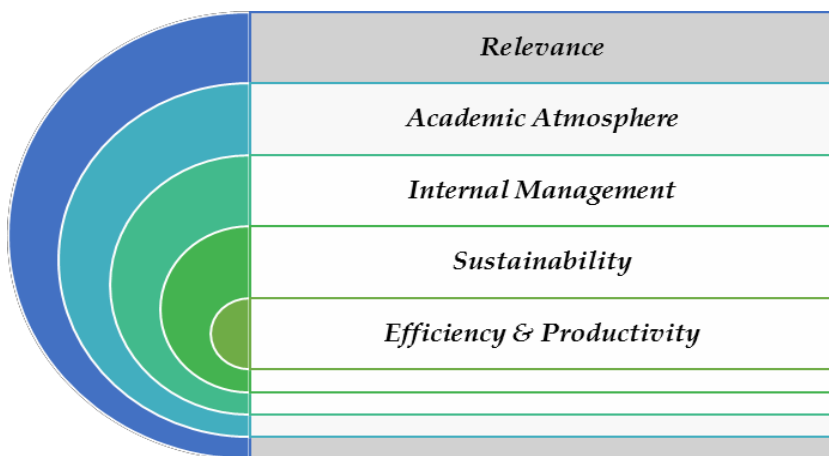 Relevance
Academic Atmosphere
Internal Management
Sustainability
Efficiency & Productivity